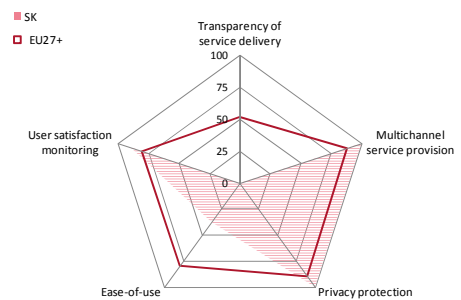 SK
EU27+
Transparency of
service delivery
100
75
50
25
0
User satisfaction
monitoring
Multichannel
service provision
Ease-of-use
Privacy protection